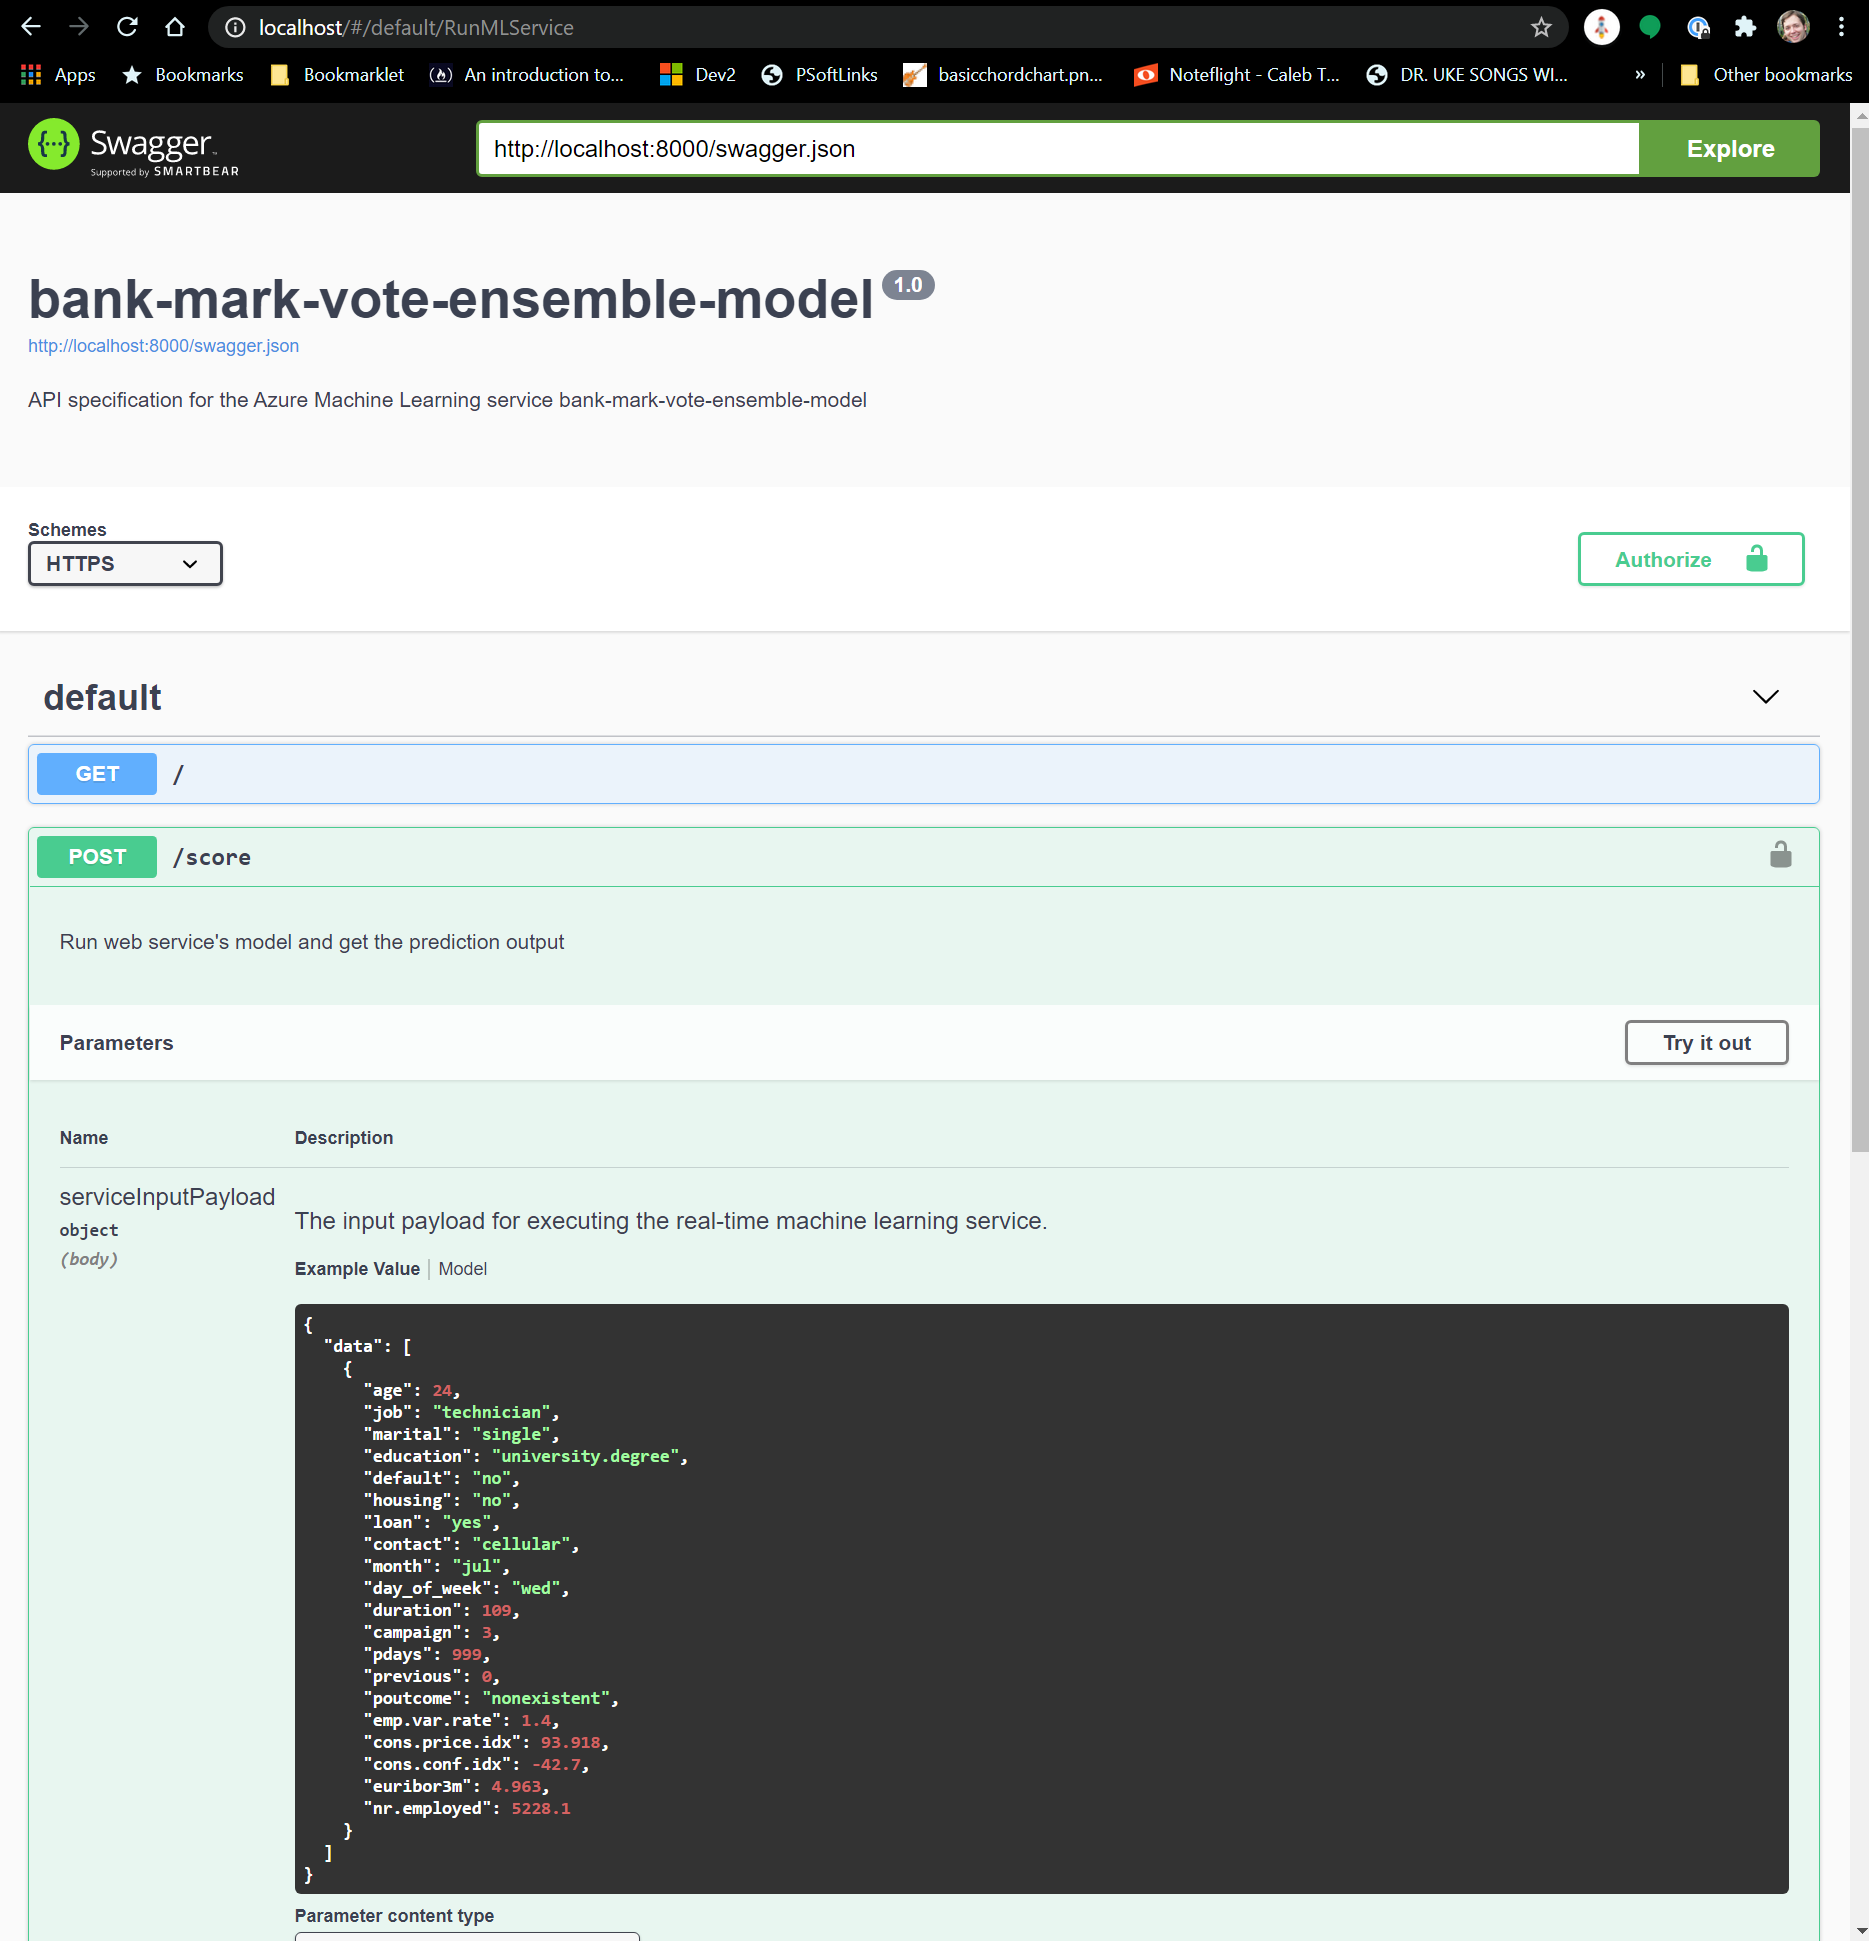 localhost/#/default/RunMLService
Apps Bookmarks Bookmarklet An introduction to... Dev2 PSoftLinks basicchordchart.pn... Noteflight - Caleb T... DR. UKE SONGS WI... » Other bookmarks
{···} Swagger™
Supported by SMARTBEAR
http://localhost:8000/swagger.json
Explore
bank-mark-vote-ensemble-model 1.0
http://localhost:8000/swagger.json
API specification for the Azure Machine Learning service bank-mark-vote-ensemble-model
Schemes
HTTPS
Authorize
default
GET /
POST /score
Run web service's model and get the prediction output
Parameters
Try it out
Name Description
serviceInputPayload
object
(body)
The input payload for executing the real-time machine learning service.
Example Value | Model
{
"data": [
{
"age": 24,
"job": "technician",
"marital": "single",
"education": "university.degree",
"default": "no",
"housing": "no",
"loan": "yes",
"contact": "cellular",
"month": "jul",
"day_of_week": "wed",
"duration": 109,
"campaign": 3,
"pdays": 999,
"previous": 0,
"poutcome": "nonexistent",
"emp.var.rate": 1.4,
"cons.price.idx": 93.918,
"cons.conf.idx": -42.7,
"euribor3m": 4.963,
"nr.employed": 5228.1
}
]
}
Parameter content type